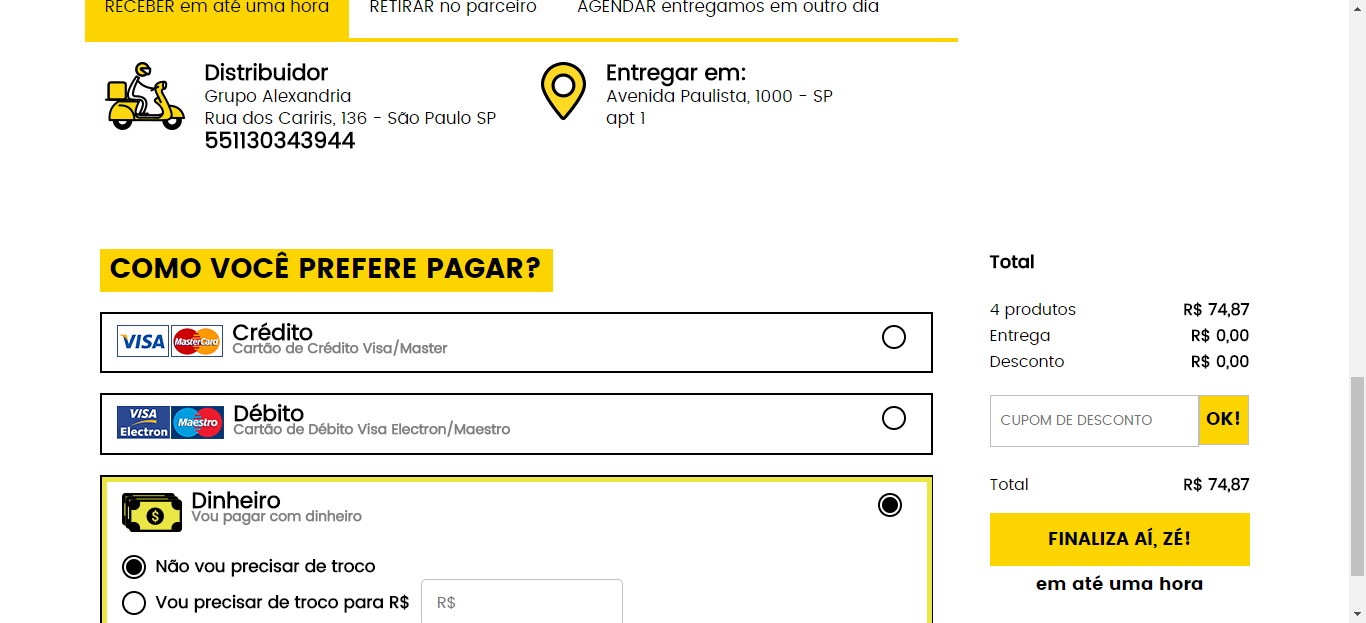 RECEBER em até uma hora
RETIRAR no parceiro
AGENDAR entregamos em outro dia
Distribuidor
Grupo Alexandria
Rua dos Cariris, 136 - São Paulo SP
551130343944
Entregar em:
Avenida Paulista, 1000 - SP
apt 1
COMO VOCÊ PREFERE PAGAR?
VISA MasterCard
Crédito
Cartão de Crédito Visa/Master
VISA Electron Maestro
Débito
Cartão de Débito Visa Electron/Maestro
$
Dinheiro
Vou pagar com dinheiro
Não vou precisar de troco
Vou precisar de troco para R$ R$
Total
4 produtos R$ 74,87
Entrega R$ 0,00
Desconto R$ 0,00
CUPOM DE DESCONTO OK!
Total R$ 74,87
FINALIZA AÍ, ZÉ!
em até uma hora